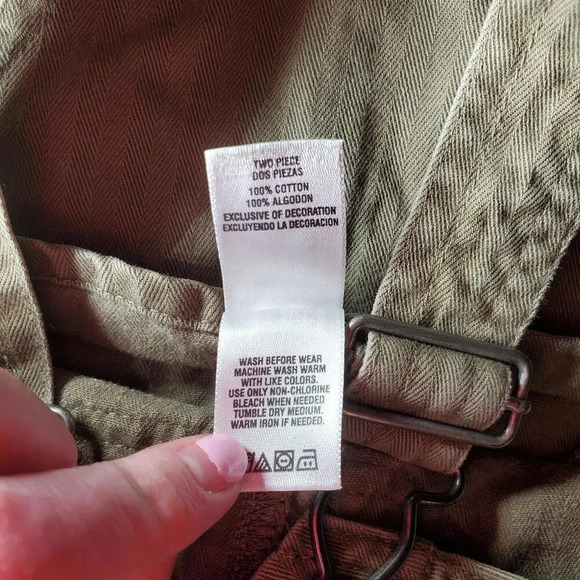 TWO PIECE
DOS PIEZAS
100% COTTON
100% ALGODON
EXCLUSIVE OF DECORATION
EXCLUYENDO LA DECORACION
WASH BEFORE WEAR
MACHINE WASH WARM
WITH LIKE COLORS.
USE ONLY NON-CHLORINE
BLEACH WHEN NEEDED
TUMBLE DRY MEDIUM.
WARM IRON IF NEEDED.